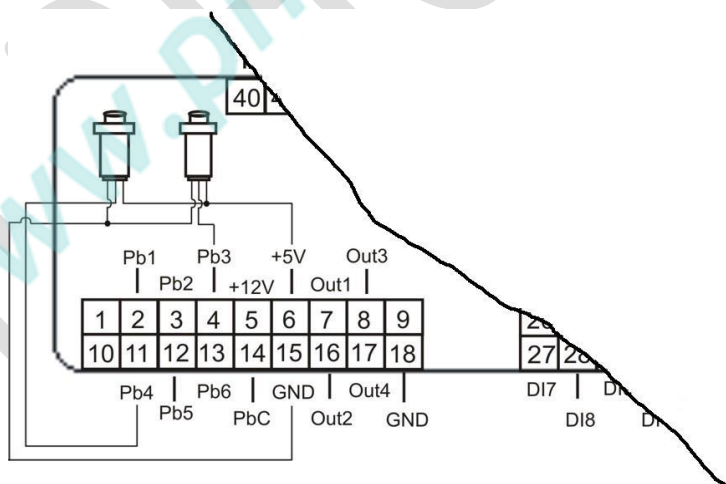 40
Pb1 Pb3 +5V Out3
Pb2 +12V Out1
1 2 3 4 5 6 7 8 9
10 11 12 13 14 15 16 17 18 27
Pb4 Pb6 GND Out4 DI7
Pb5 PbC Out2 GND DI8